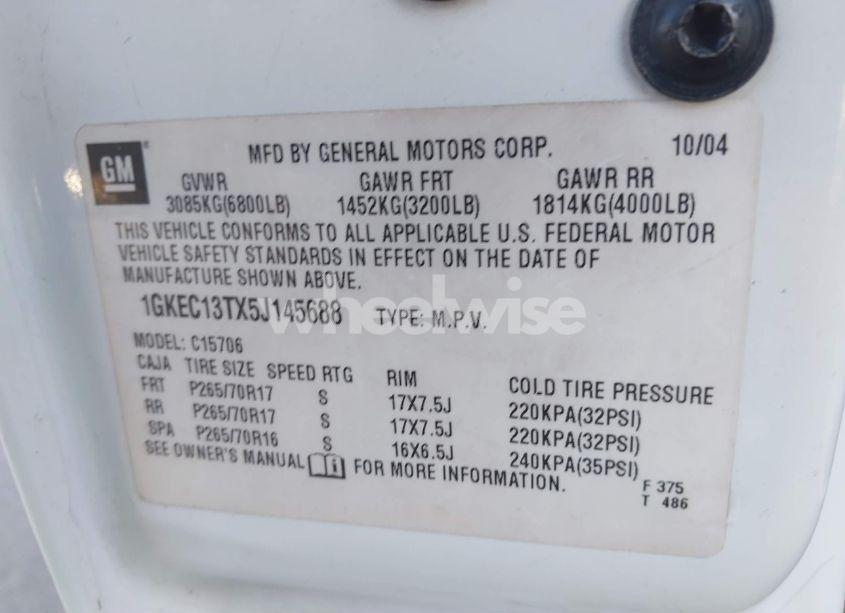 GM
MFD BY GENERAL MOTORS CORP. 10/04
GVWR GAWR FRT GAWR RR
3085KG(6800LB) 1452KG(3200LB) 1814KG(4000LB)
THIS VEHICLE CONFORMS TO ALL APPLICABLE U.S. FEDERAL MOTOR
VEHICLE SAFETY STANDARDS IN EFFECT ON THE DATE OF
MANUFACTURE SHOWN ABOVE.
1GKEC13TX5J145688 TYPE: M.P.V.
wheelwise
MODEL: C15706
CAJA TIRE SIZE SPEED RTG RIM COLD TIRE PRESSURE
FRT P265/70R17 S 17X7.5J 220KPA(32PSI)
RR P265/70R17 S 17X7.5J 220KPA(32PSI)
SPA P265/70R16 S 16X6.5J 240KPA(35PSI)
SEE OWNER'S MANUAL FOR MORE INFORMATION.
F 375
T 486